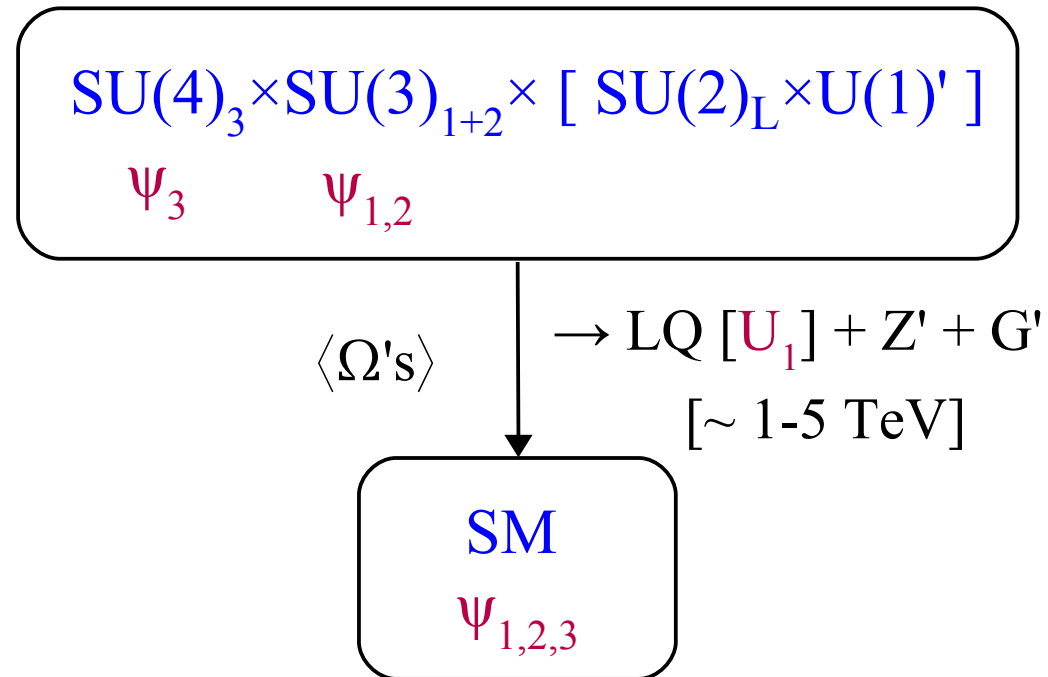 SU(4)₃×SU(3)₁₊₂× [ SU(2)_L×U(1)' ]
ψ₃ ψ₁,₂
⟨Ω's⟩ → LQ [U₁] + Z' + G'
[~ 1-5 TeV]
SM
ψ₁,₂,₃